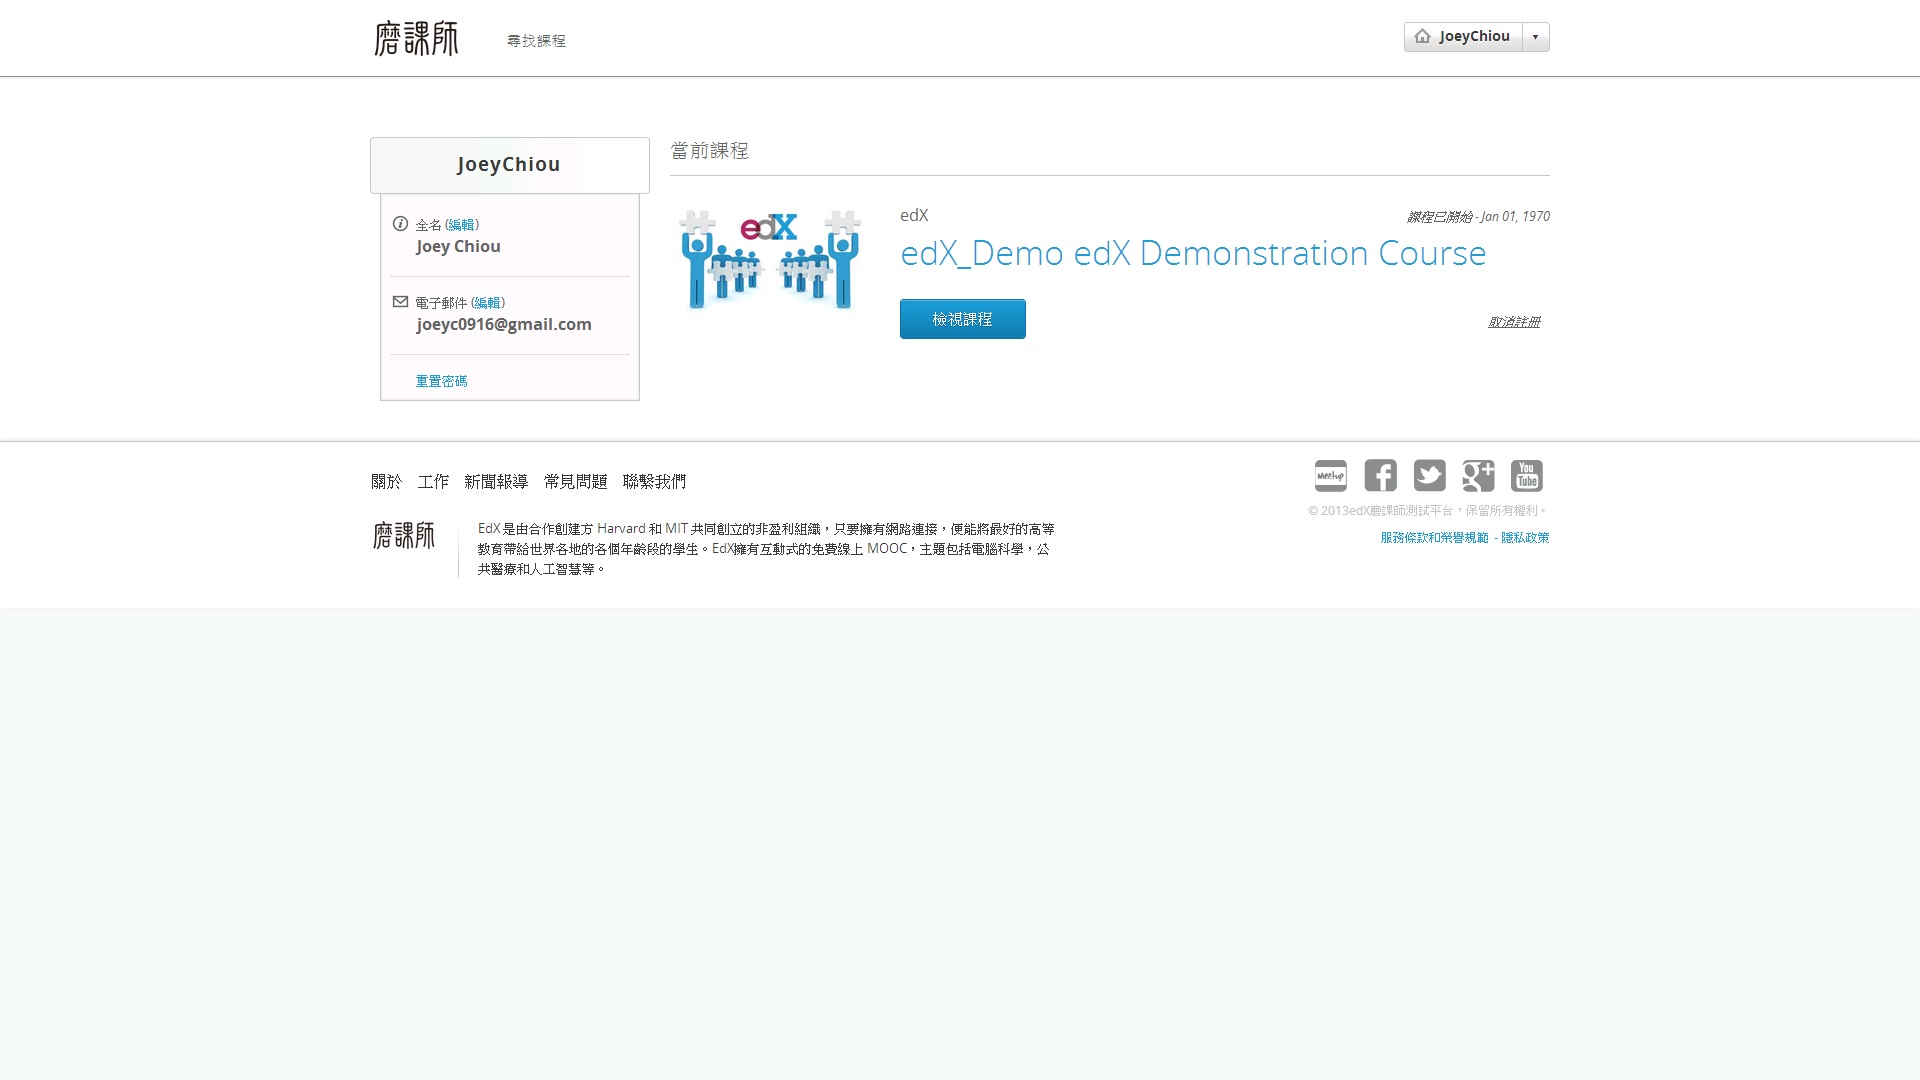 磨課師
尋找課程
JoeyChiou
JoeyChiou
全名 (編輯)
Joey Chiou
電子郵件 (編輯)
joeyc0916@gmail.com
重置密碼
當前課程
edX
edX
課程已開始 - Jan 01, 1970
edX_Demo edX Demonstration Course
檢視課程
取消註冊
關於 工作 新聞報導 常見問題 聯繫我們
磨課師
EdX 是由合作創建方 Harvard 和 MIT 共同創立的非盈利組織，只要擁有網路連接，便能將最好的高等
教育帶給世界各地的各個年齡段的學生。EdX擁有互動式的免費線上 MOOC，主題包括電腦科學，公
共醫療和人工智慧等。
meetup
You
Tube
© 2013edX磨課師測試平台，保留所有權利。
服務條款和榮譽規範 - 隱私政策